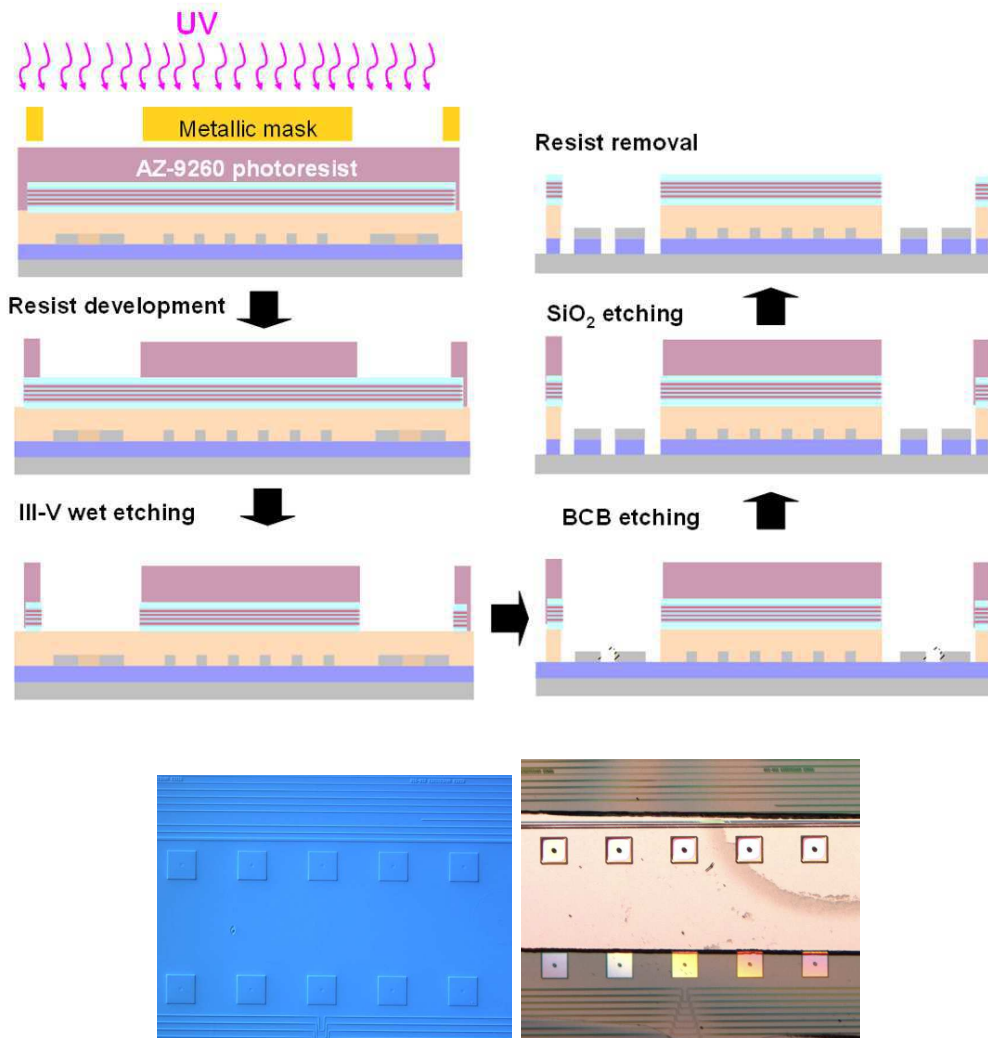 UV
Metallic mask
AZ-9260 photoresist
Resist development
III-V wet etching
BCB etching
SiO₂ etching
Resist removal